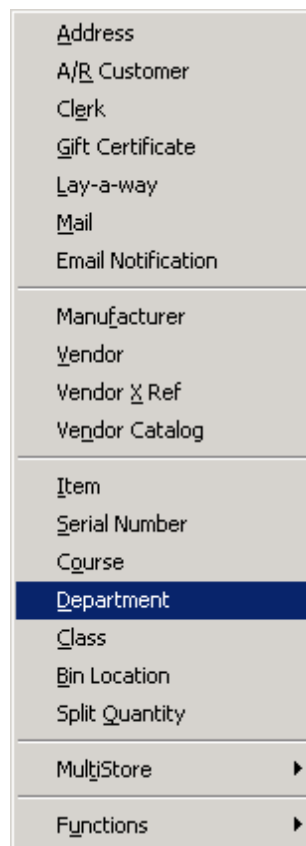 Address
A/R Customer
Clerk
Gift Certificate
Lay-a-way
Mail
Email Notification
Manufacturer
Vendor
Vendor X Ref
Vendor Catalog
Item
Serial Number
Course
Department
Class
Bin Location
Split Quantity
MultiStore
Functions